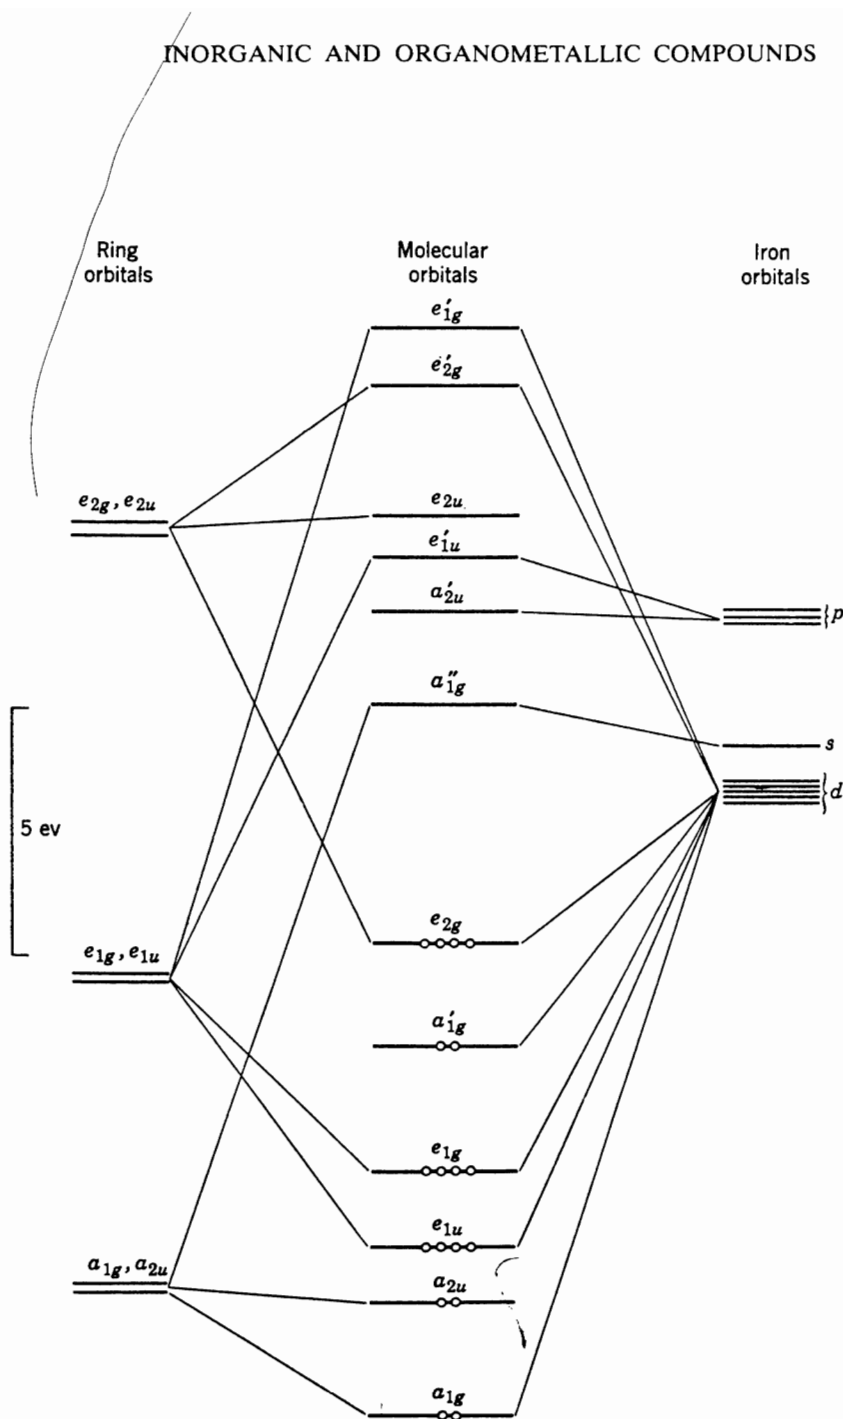 INORGANIC AND ORGANOMETALLIC COMPOUNDS
Ring
orbitals
Molecular
orbitals
Iron
orbitals
e′1g
e′2g
e2g, e2u
e2u
e′1u
a′2u
p
a″1g
s
d
5 ev
e2g
e1g, e1u
a′1g
e1g
e1u
a1g, a2u
a2u
a1g